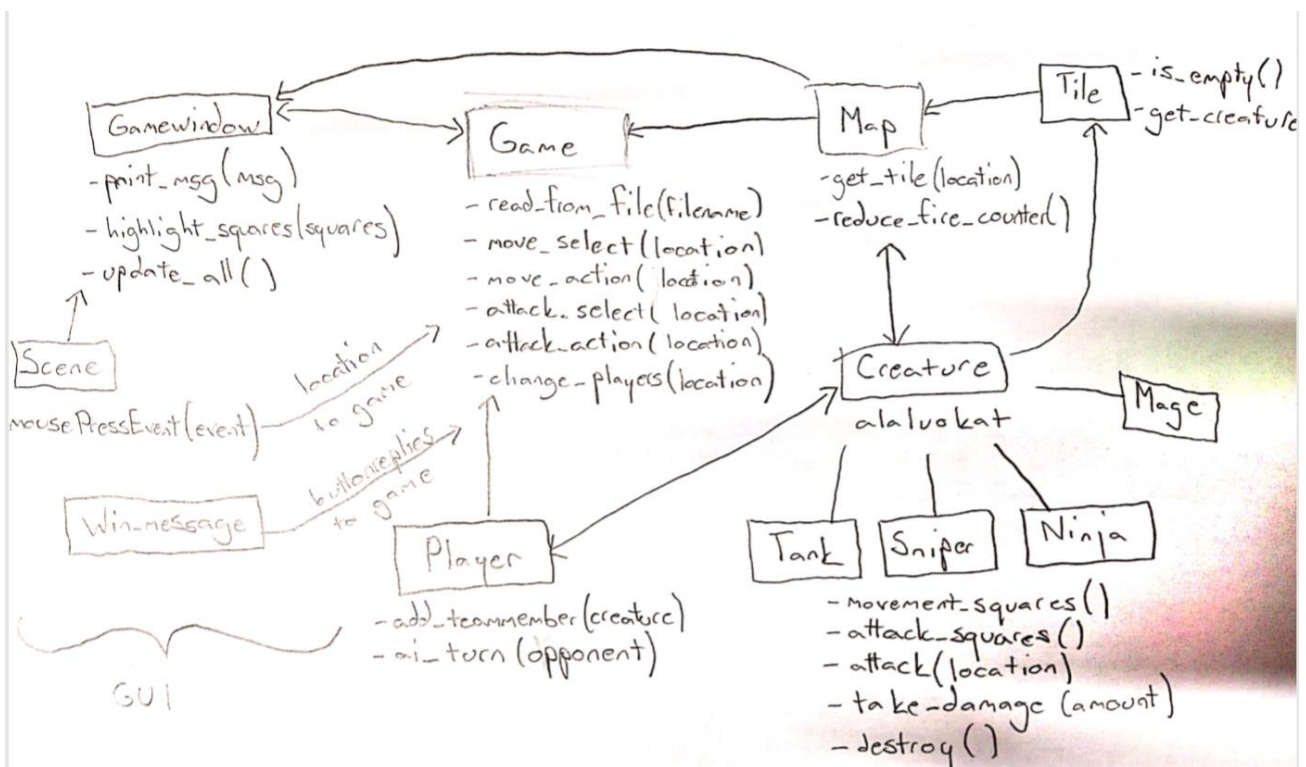 Gamewindow
-print_msg(msg)
-highlight_squares(squares)
-update_all()
Scene
mousePressEvent(event)
location
to game
Win-message
buttonreplies
to game
GUI
Game
-read_from_file(filename)
-move_select(location)
-move_action(location)
-attack_select(location)
-attack_action(location)
-change_players(location)
Player
-add_teammember(creature)
-ai_turn(opponent)
Map
-get_tile(location)
-reduce_fire_counter()
Tile
-is_empty()
-get_creature
Creature
alaluokat
Mage
Tank
Sniper
Ninja
-movement_squares()
-attack_squares()
-attack(location)
-take_damage(amount)
-destroy()